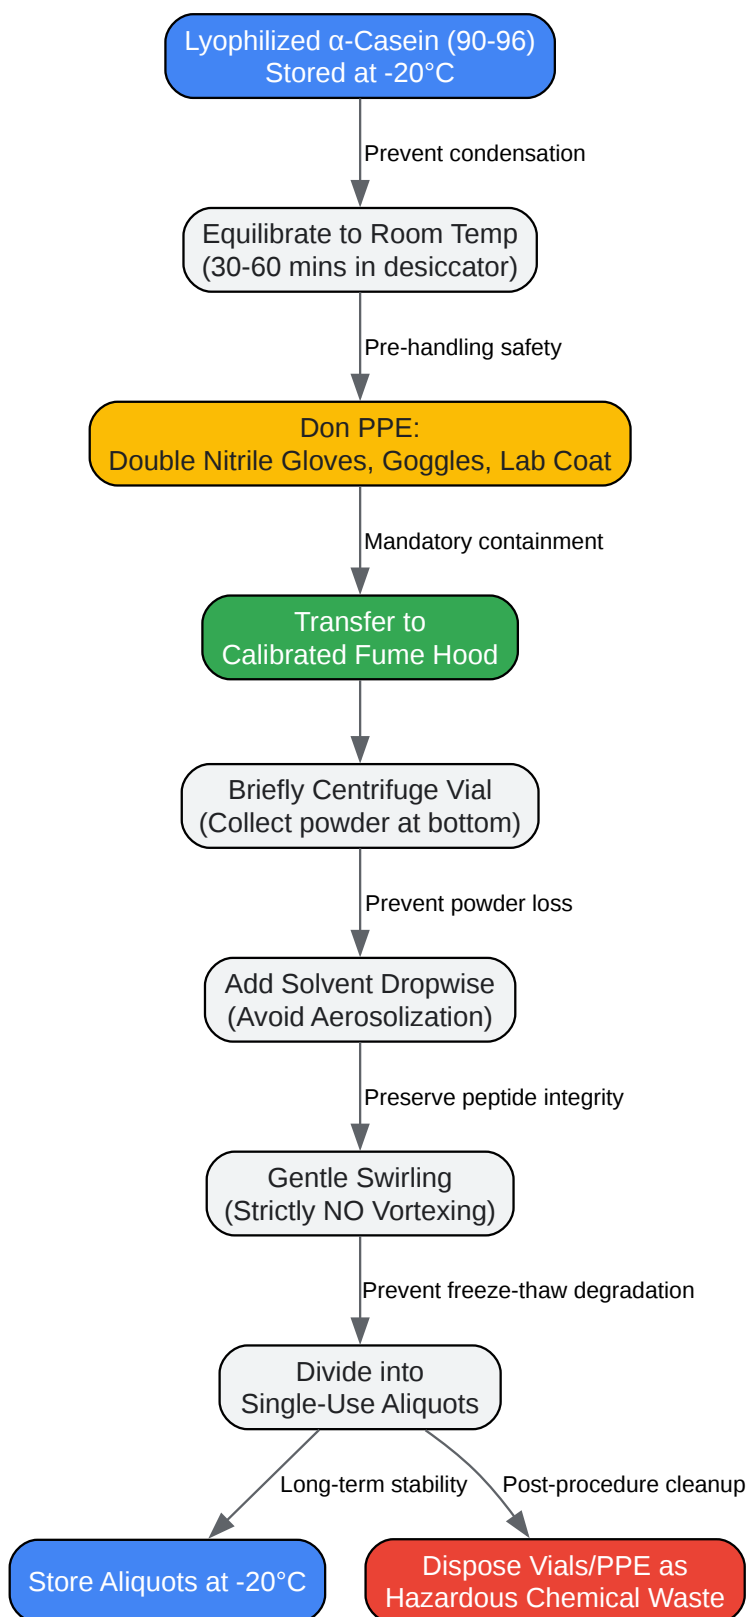 Lyophilized α-Casein (90-96)
Stored at -20°C
Prevent condensation
Equilibrate to Room Temp
(30-60 mins in desiccator)
Pre-handling safety
Don PPE:
Double Nitrile Gloves, Goggles, Lab Coat
Mandatory containment
Transfer to
Calibrated Fume Hood
Briefly Centrifuge Vial
(Collect powder at bottom)
Prevent powder loss
Add Solvent Dropwise
(Avoid Aerosolization)
Preserve peptide integrity
Gentle Swirling
(Strictly NO Vortexing)
Prevent freeze-thaw degradation
Divide into
Single-Use Aliquots
Long-term stability
Post-procedure cleanup
Store Aliquots at -20°C
Dispose Vials/PPE as
Hazardous Chemical Waste